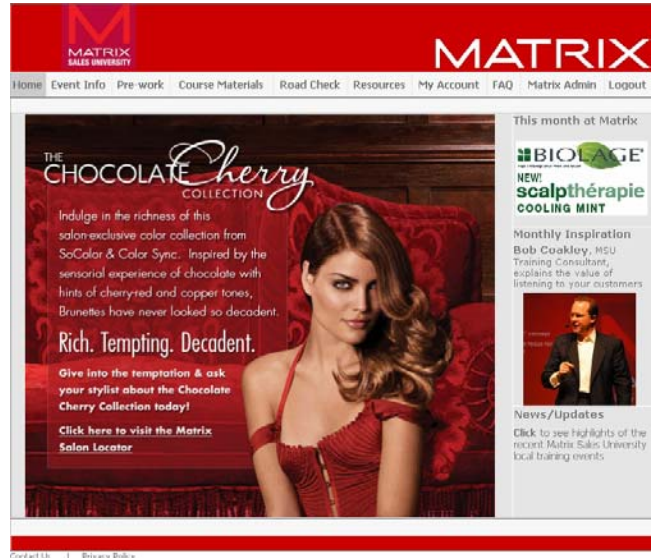 MATRIX
SALES UNIVERSITY
MATRIX
Home Event Info Pre-work Course Materials Road Check Resources My Account FAQ Matrix Admin Logout
THE
CHOCOLATE Cherry
COLLECTION
Indulge in the richness of this
salon-exclusive color collection from
SoColor & Color Sync. Inspired by the
sensorial experience of chocolate with
hints of cherry-red and copper tones,
Brunettes have never looked so decadent.
Rich. Tempting. Decadent.
Give into the temptation & ask
your stylist about the Chocolate
Cherry Collection today!
Click here to visit the Matrix
Salon Locator
This month at Matrix
BIOLAGE
NEW!
scalpthérapie
COOLING MINT
Monthly Inspiration
Bob Coakley, MSU
Training Consultant,
explains the value of
listening to your customers
News/Updates
Click to see highlights of the
recent Matrix Sales University
local training events
Contact Us | Privacy Policy